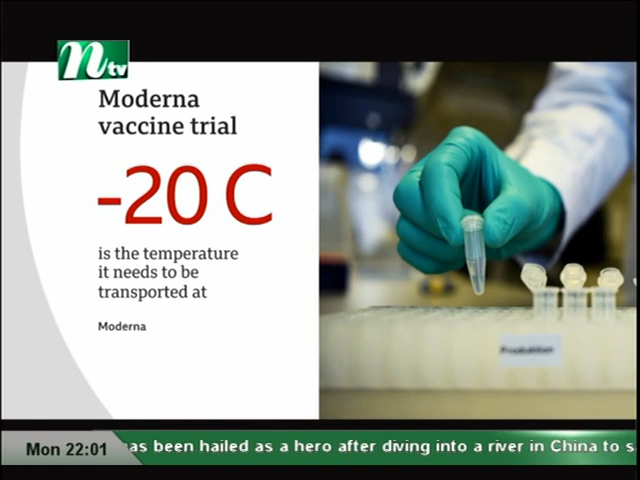 ntv
Moderna
vaccine trial
-20 C
is the temperature
it needs to be
transported at
Moderna
Produktion
Mon 22:01
as been hailed as a hero after diving into a river in China to s